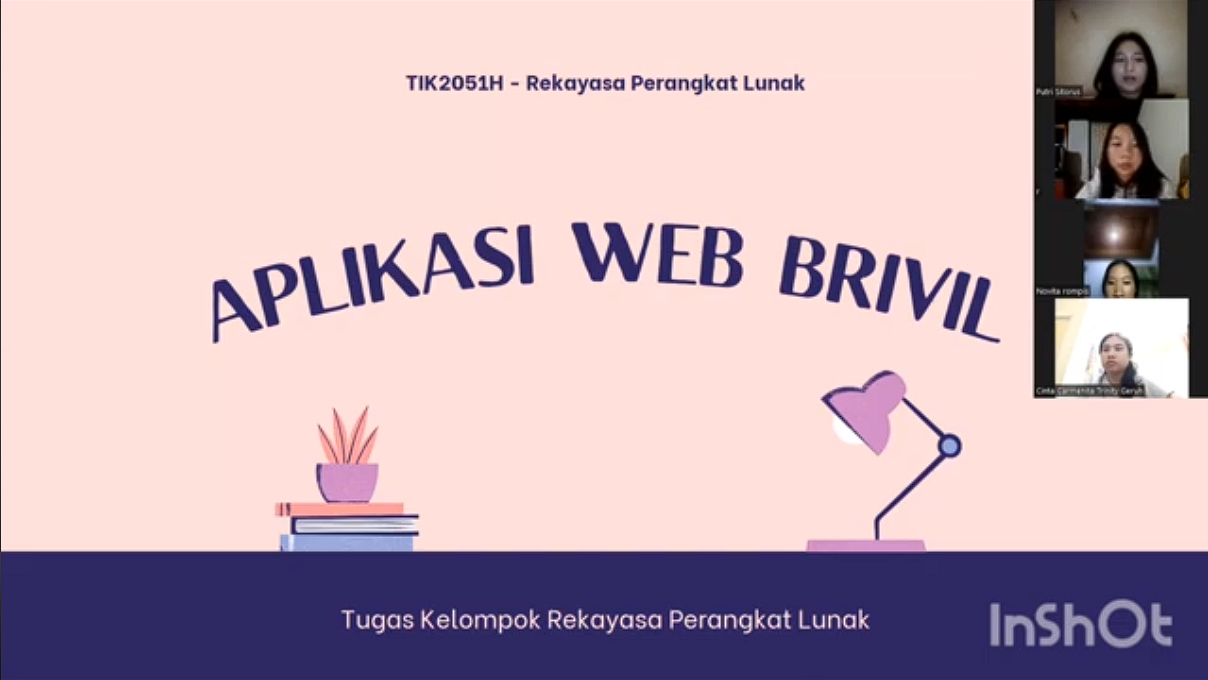 TIK2051H - Rekayasa Perangkat Lunak
APLIKASI WEB BRIVIL
Tugas Kelompok Rekayasa Perangkat Lunak
InShOt
Putri Sitorus
Novita rompis
Cinta Carmenita Trinity Geruh